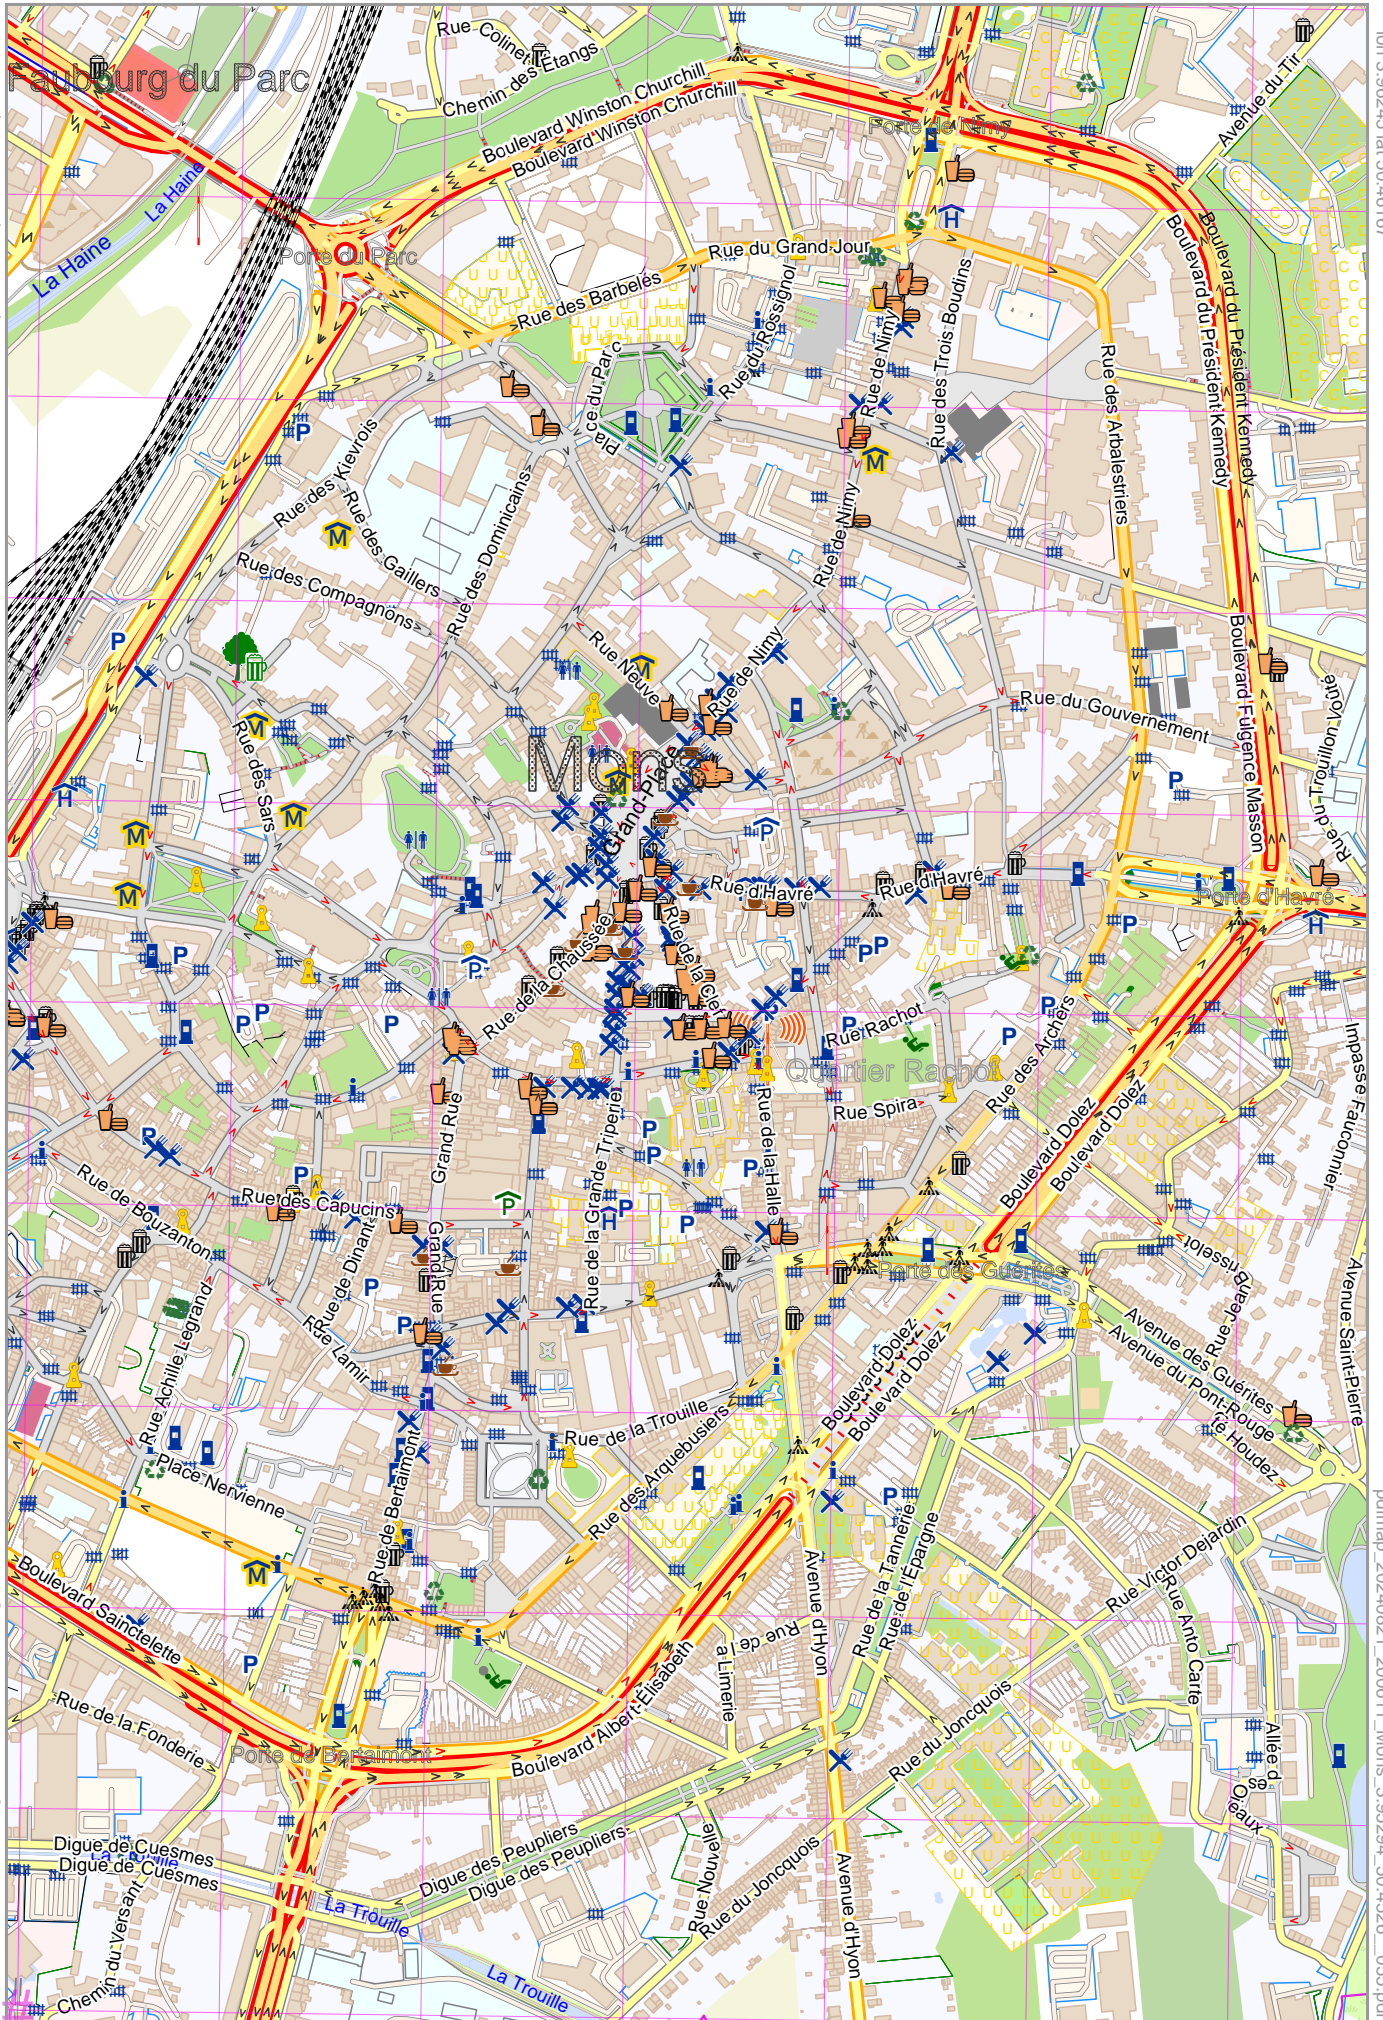 Faubourg du Parc
Rue Colinet
Chemin des Étangs
Boulevard Winston Churchill
Boulevard Winston Churchill
Porte de Nimy
Avenue du Tir
La Haine
La Haine
Porte du Parc
Rue du Grand Jour
Rue des Barbelés
Rue du Rossignol
Rue de Nimy
Rue des Trois Boudins
Boulevard du Président Kennedy
Boulevard du Président Kennedy
Place du Parc
Rue des Arbalestriers
Rue des Kievrois
Rue des Gaillers
Rue des Dominicains
Rue de Nimy
Rue des Compagnons
Rue Neuve
Rue de Nimy
Rue du Gouvernement
Boulevard Fulgence Masson
Rue du Trouillon
Voûté
Rue des Sars
Mons
Grand-Place
Rue d'Havré
Rue d'Havré
Porte d'Havré
Rue de la Chaussée
Rue de la Clef
Rue Rachot
Quartier Rachot
Rue des Archers
Rue Spira
Impasse Fauconnier
Boulevard Dolez
Boulevard Dolez
Grand Rue
Rue de la Halle
Rue de la Grande Triperie
Rue de Bouzanton
Rue des Capucins
Rue de Dinant
Grand Rue
Porte des Guérites
Rue Jean Buisseloir
Avenue Saint-Pierre
Rue Achille Legrand
Rue Lamir
Boulevard Dolez
Boulevard Dolez
Avenue des Guérites
Avenue du Pont-Rouge
té Houdez
Rue de la Trouille
Rue des Arquebusiers
Place Nervienne
Rue de Bertaimont
Rue Victor Dejardin
Rue de la Tannerie
Rue de l'Épargne
Avenue d'Hyon
Rue Anto Carte
Boulevard Sainctelette
Rue de la
a Limerie
Rue de la Fonderie
Porte de Bertaimont
Boulevard Albert-Élisabeth
Rue du Joncquois
Allée d
es Oiseaux
Digue de Cuesmes
Digue de Cuesmes
Digue des Peupliers
Digue des Peupliers
Rue Nouvelle
Rue du Joncquois
Avenue d'Hyon
La Trouille
La Trouille
Chemin du Versant